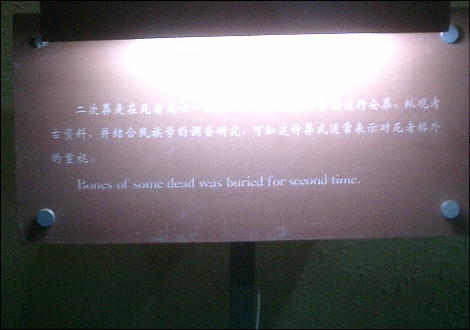 二次葬是在死者死亡一 进行安葬。纵观考
古资料，并结合民族学的调查研究，可知这种葬式通常表示对死者格外
的重视。
Bones of some dead was buried for second time.